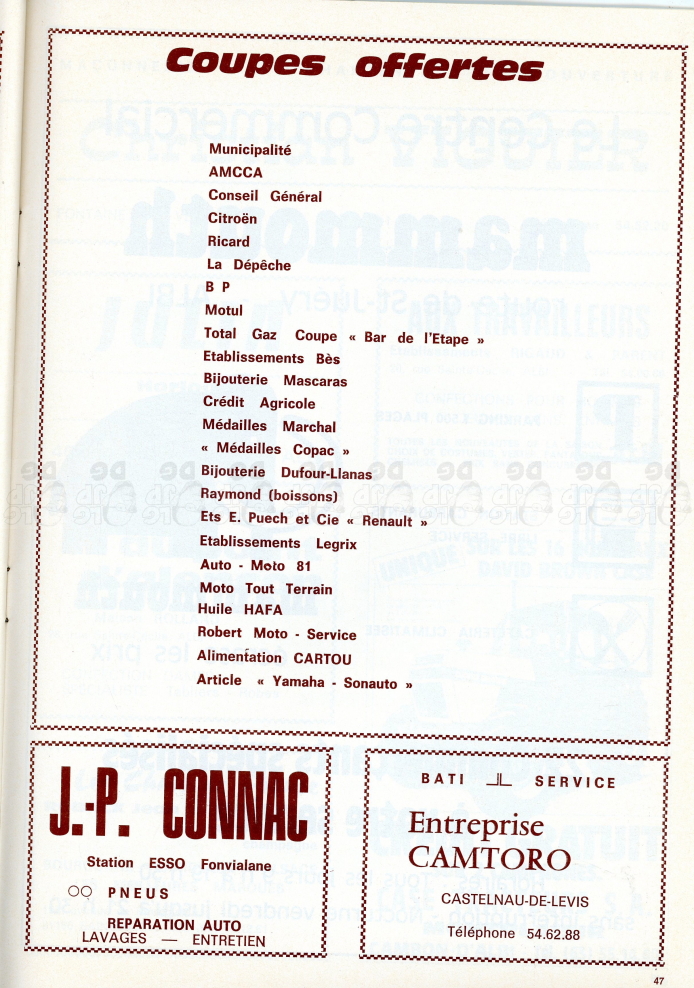 Coupes offertes
Municipalité
AMCCA
Conseil Général
Citroën
Ricard
La Dépêche
B P
Motul
Total Gaz Coupe « Bar de l'Etape »
Etablissements Bès
Bijouterie Mascaras
Crédit Agricole
Médailles Marchal
« Médailles Copac »
Bijouterie Dufour-Llanas
Raymond (boissons)
Ets E. Puech et Cie « Renault »
Etablissements Legrix
Auto - Moto 81
Moto Tout Terrain
Huile HAFA
Robert Moto - Service
Alimentation CARTOU
Article « Yamaha - Sonauto »
J.-P. CONNAC
Station ESSO Fonvialane
PNEUS
REPARATION AUTO
LAVAGES — ENTRETIEN
BATI SERVICE
Entreprise
CAMTORO
CASTELNAU-DE-LEVIS
Téléphone 54.62.88
47